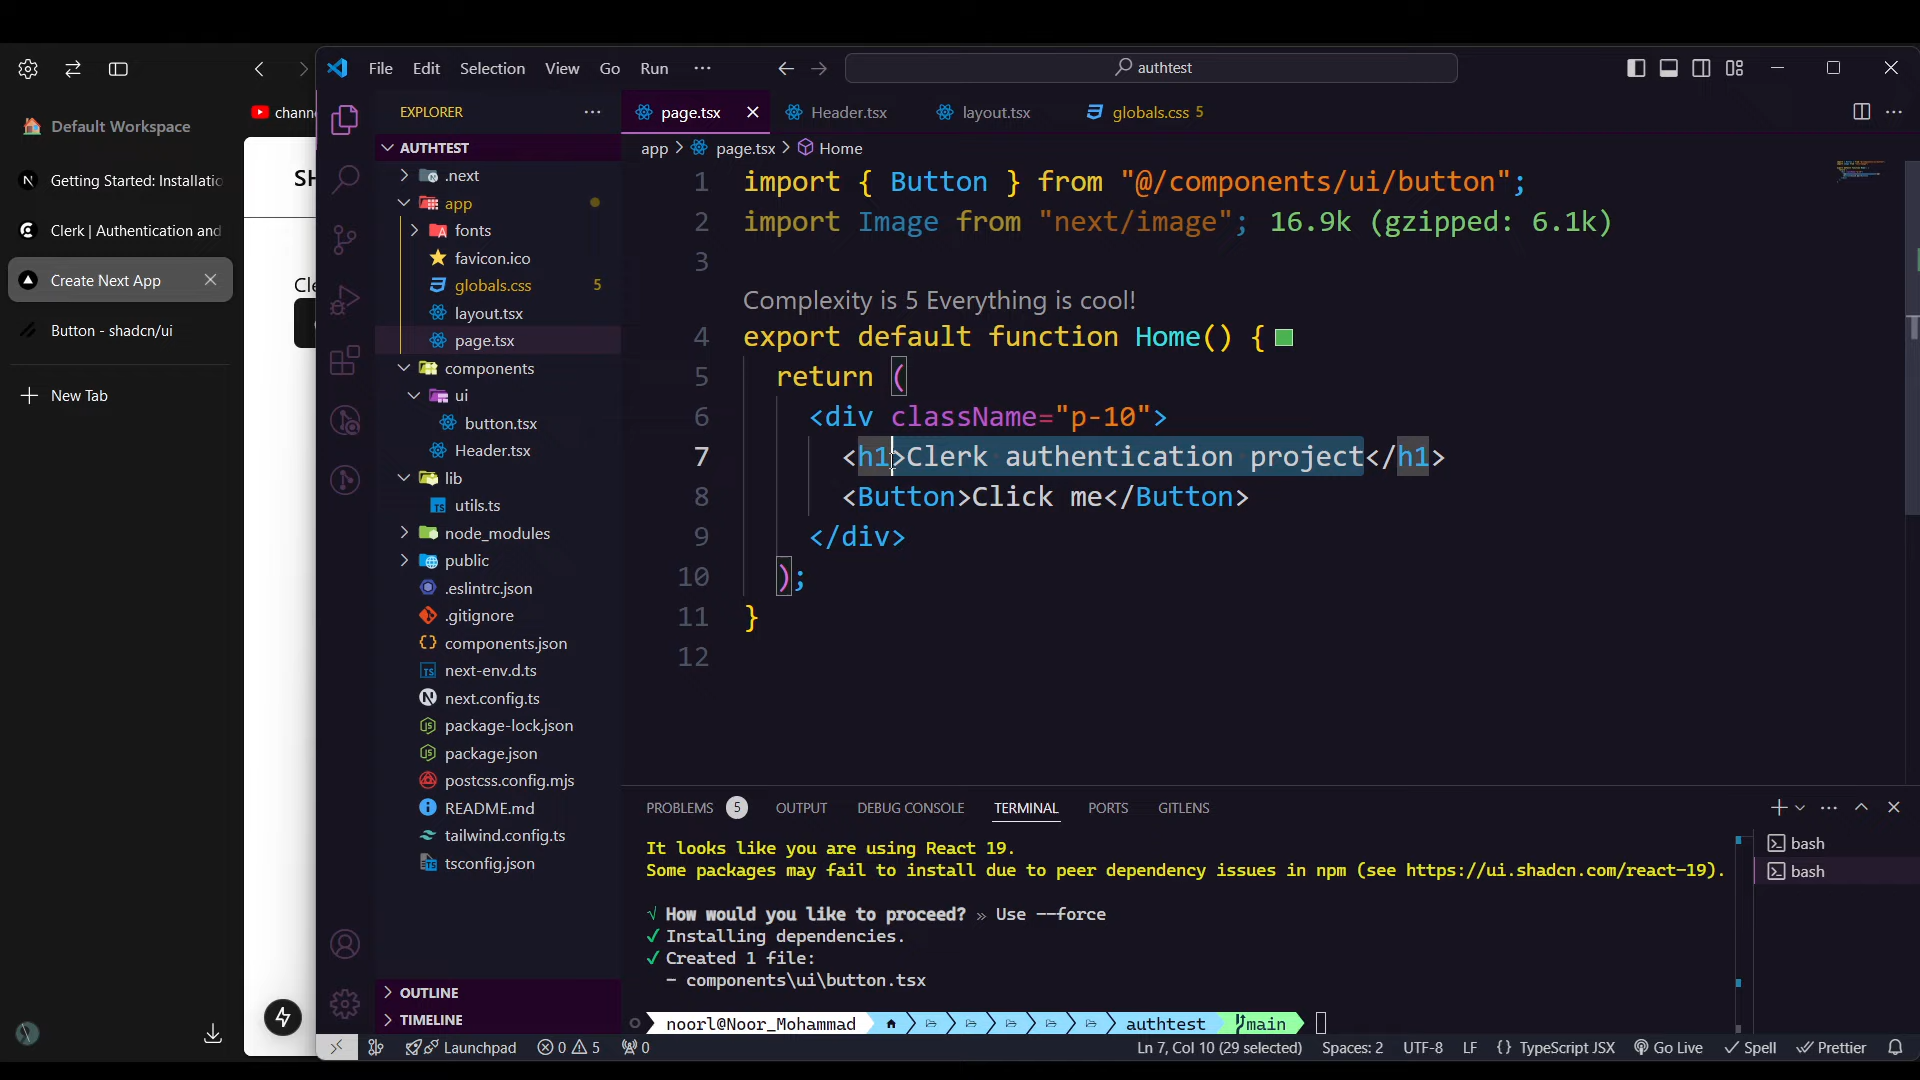 File Edit Selection View Go Run ···
authtest
Default Workspace
Getting Started: Installatio
Clerk | Authentication and
Create Next App
Button - shadcn/ui
New Tab
chann
SH
Cle
EXPLORER
AUTHTEST
.next
app
fonts
favicon.ico
globals.css 5
layout.tsx
page.tsx
components
ui
button.tsx
Header.tsx
lib
utils.ts
node_modules
public
.eslintrc.json
.gitignore
components.json
next-env.d.ts
next.config.ts
package-lock.json
package.json
postcss.config.mjs
README.md
tailwind.config.ts
tsconfig.json
OUTLINE
TIMELINE
page.tsx Header.tsx layout.tsx globals.css 5
app > page.tsx > Home
1 import { Button } from "@/components/ui/button";
2 import Image from "next/image"; 16.9k (gzipped: 6.1k)
3
Complexity is 5 Everything is cool!
4 export default function Home() {
5 return (
6 <div className="p-10">
7 <h1>Clerk authentication project</h1>
8 <Button>Click me</Button>
9 </div>
10 );
11 }
12
PROBLEMS 5 OUTPUT DEBUG CONSOLE TERMINAL PORTS GITLENS
It looks like you are using React 19.
Some packages may fail to install due to peer dependency issues in npm (see https://ui.shadcn.com/react-19).
√ How would you like to proceed? » Use --force
✓ Installing dependencies.
✓ Created 1 file:
- components\ui\button.tsx
noorl@Noor_Mohammad authtest main
bash
bash
Launchpad 0 5 0 Ln 7, Col 10 (29 selected) Spaces: 2 UTF-8 LF {} TypeScript JSX Go Live Spell Prettier